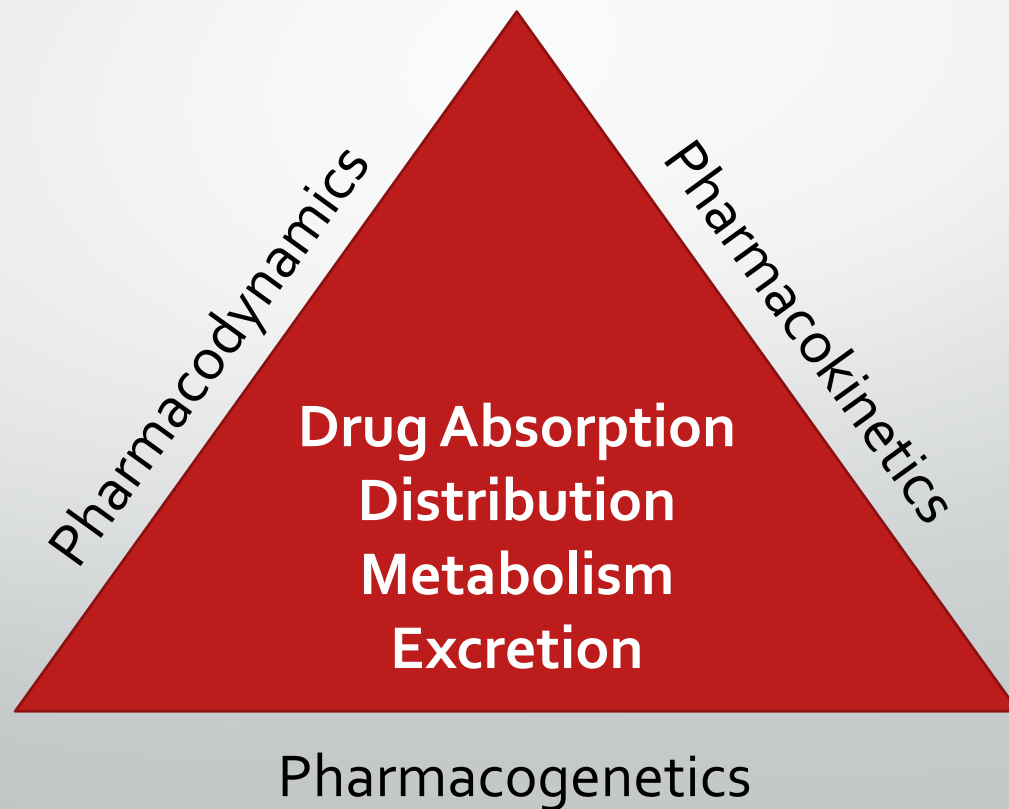 Pharmacodynamics
Pharmacokinetics
Drug Absorption
Distribution
Metabolism
Excretion
Pharmacogenetics